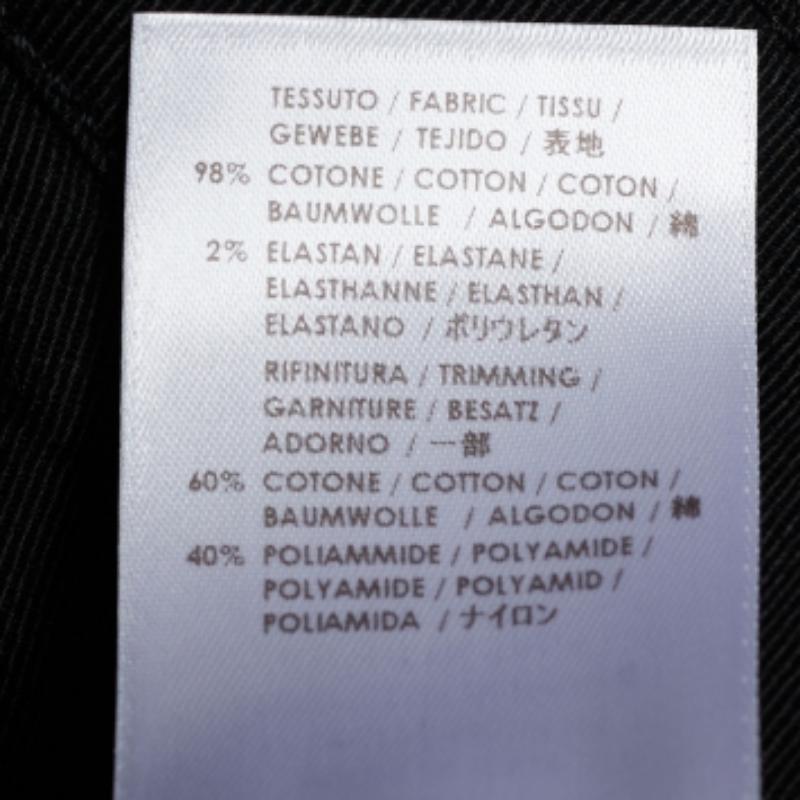 TESSUTO / FABRIC / TISSU /
GEWEBE / TEJIDO / 表地
98% COTONE / COTTON / COTON /
BAUMWOLLE / ALGODON / 綿
2% ELASTAN / ELASTANE /
ELASTHANNE / ELASTHAN /
ELASTANO / ポリウレタン
RIFINITURA / TRIMMING /
GARNITURE / BESATZ /
ADORNO / 一部
60% COTONE / COTTON / COTON /
BAUMWOLLE / ALGODON / 綿
40% POLIAMMIDE / POLYAMIDE /
POLYAMIDE / POLYAMID /
POLIAMIDA / ナイロン